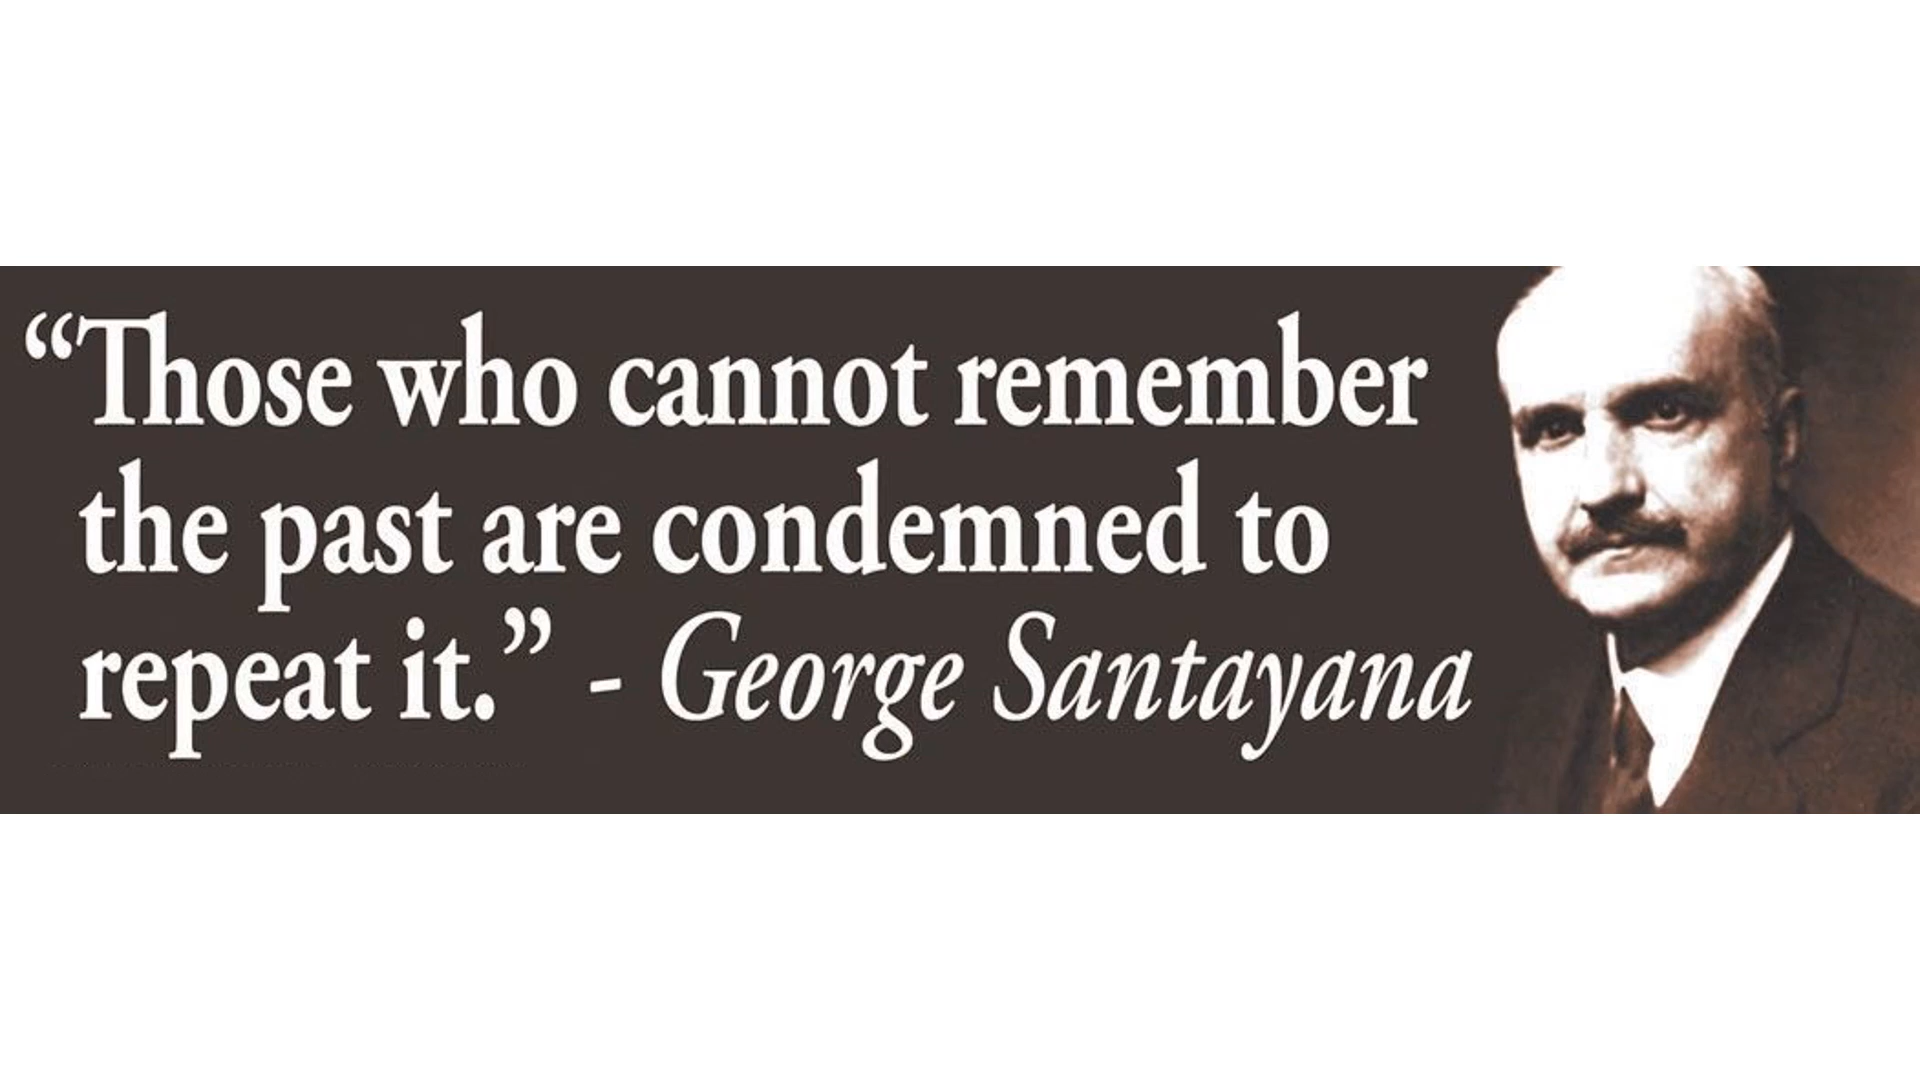 “Those who cannot remember
the past are condemned to
repeat it.” - George Santayana